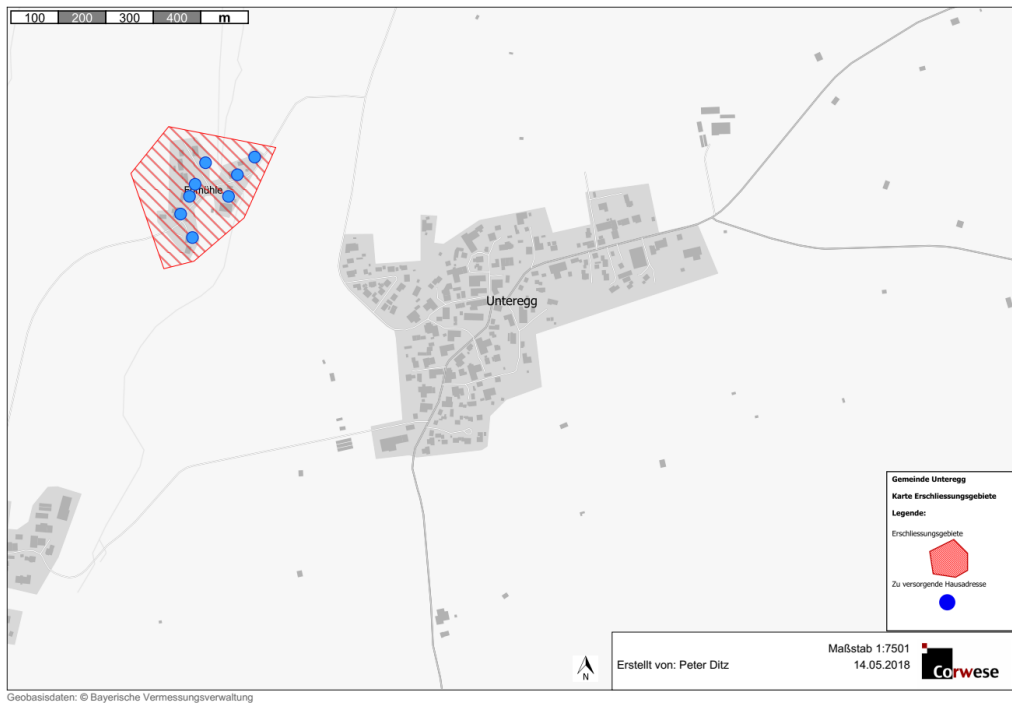 100 200 300 400 m
Unteregg
Gemeinde Unteregg
Karte Erschliessungsgebiete
Legende:
Erschliessungsgebiete
Zu versorgende Hausadresse
Maßstab 1:7501
Erstellt von: Peter Ditz
14.05.2018
Corwese
N
Geobasisdaten: © Bayerische Vermessungsverwaltung